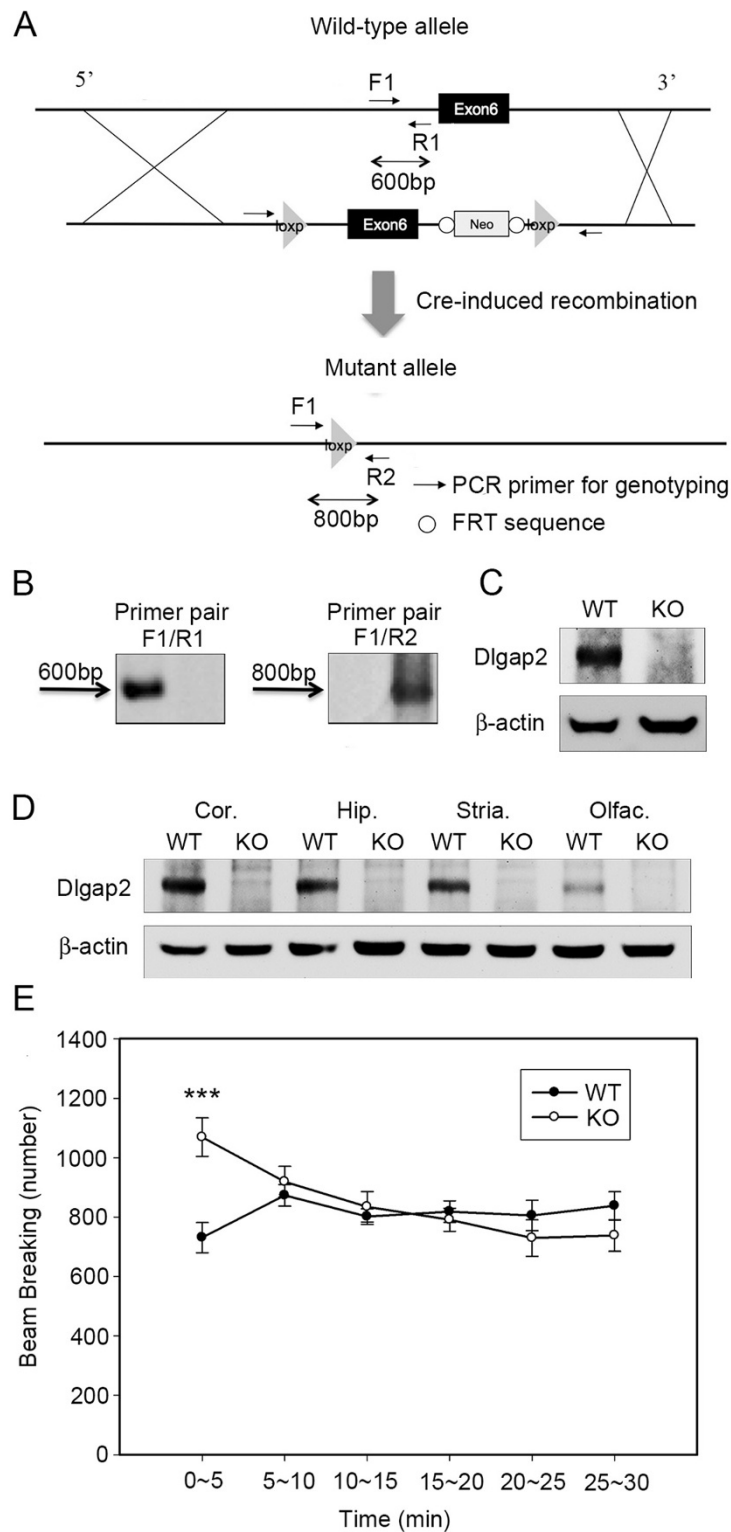 A
Wild-type allele
5’ 3’
F1
Exon6
R1
600bp
loxp Exon6 Neo loxp
Cre-induced recombination
Mutant allele
F1
loxp
R2
PCR primer for genotyping
800bp
FRT sequence
B
Primer pair
F1/R1
Primer pair
F1/R2
600bp
800bp
C
WT KO
Dlgap2
β-actin
D
Cor. Hip. Stria. Olfac.
WT KO WT KO WT KO WT KO
Dlgap2
β-actin
E
1400
1200
1000
800
600
400
200
0
Beam Breaking (number)
***
WT
KO
0~5 5~10 10~15 15~20 20~25 25~30
Time (min)